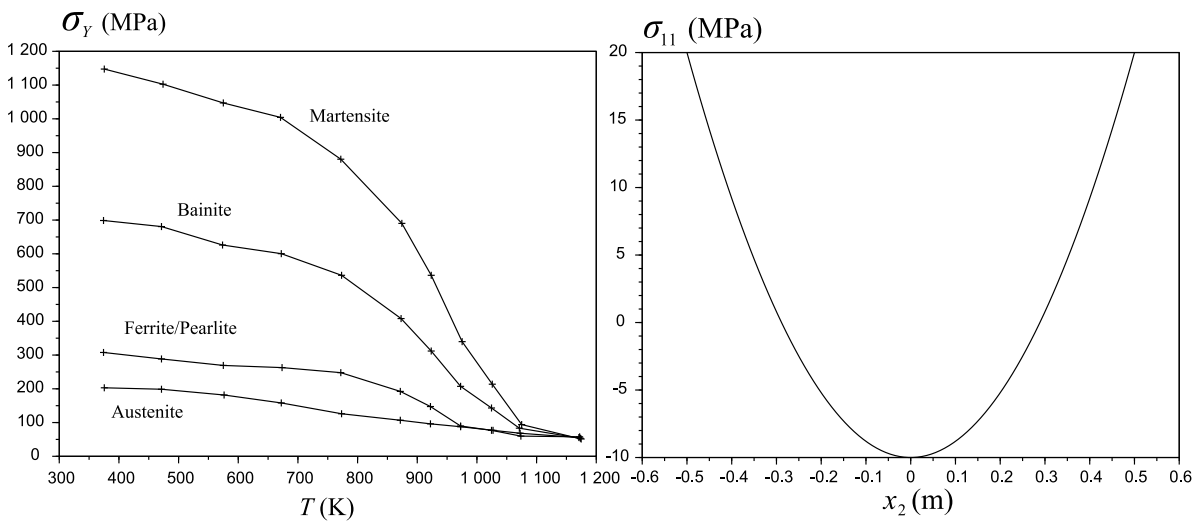 σ_Y (MPa)
1 200
1 100
1 000
900
800
700
600
500
400
300
200
100
0
Martensite
Bainite
Ferrite/Pearlite
Austenite
300 400 500 600 700 800 900 1 000 1 100 1 200
T (K)
σ₁₁ (MPa)
20
15
10
5
0
-5
-10
-0.6 -0.5 -0.4 -0.3 -0.2 -0.1 0.0 0.1 0.2 0.3 0.4 0.5 0.6
x₂ (m)